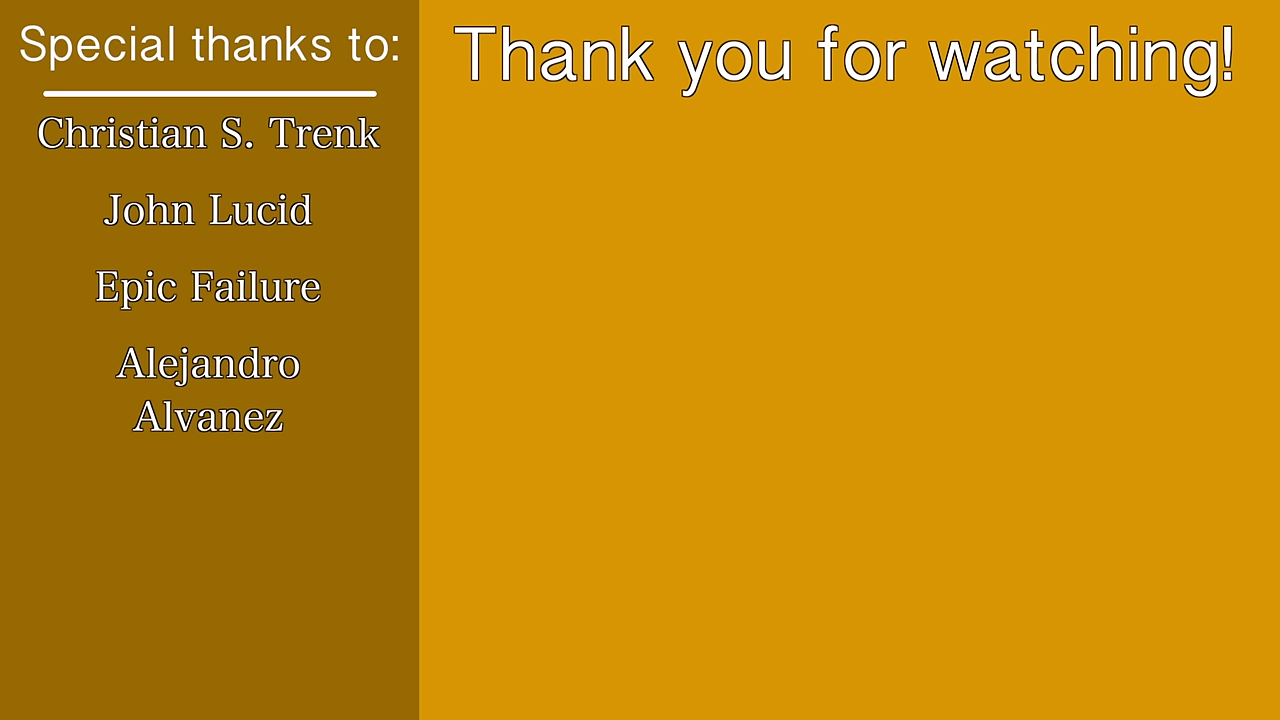 Special thanks to:
Christian S. Trenk
John Lucid
Epic Failure
Alejandro
Alvanez
Thank you for watching!